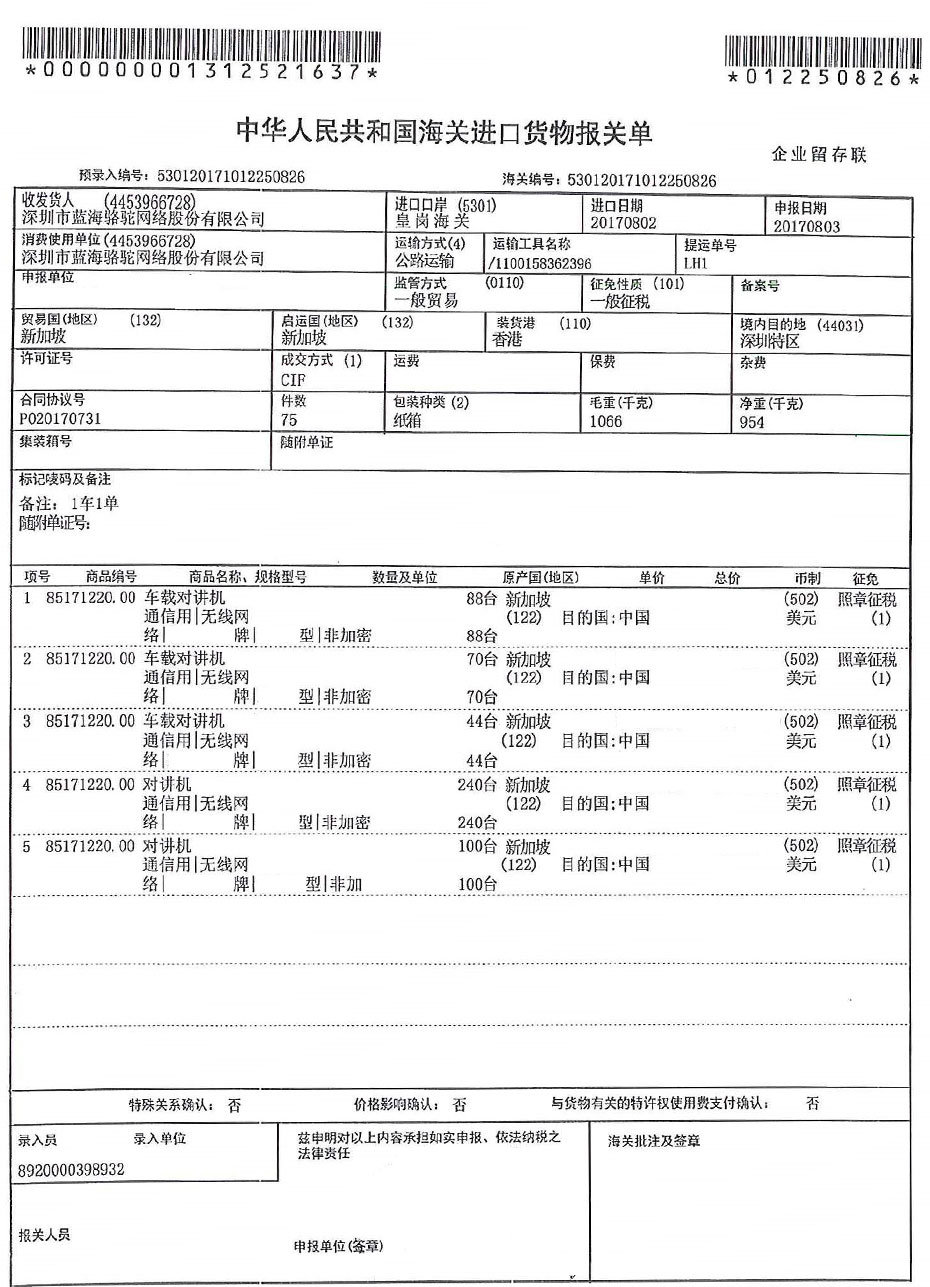 *000000001312521637*
*012250826*
中华人民共和国海关进口货物报关单
企业留存联
预录入编号: 530120171012250826 海关编号: 530120171012250826
收发货人 (4453966728) 进口口岸 (5301) 进口日期 申报日期
深圳市蓝海骆驼网络股份有限公司 皇岗海关 20170802 20170803
消费使用单位(4453966728) 运输方式(4) 运输工具名称 提运单号
深圳市蓝海骆驼网络股份有限公司 公路运输 /1100158362396 LH1
申报单位 监管方式 (0110) 征免性质 (101) 备案号
一般贸易 一般征税
贸易国(地区) (132) 启运国(地区) (132) 装货港 (110) 境内目的地 (44031)
新加坡 新加坡 香港 深圳特区
许可证号 成交方式 (1) 运费 保费 杂费
CIF
合同协议号 件数 包装种类(2) 毛重(千克) 净重(千克)
PO20170731 75 纸箱 1066 954
集装箱号 随附单证
标记唛码及备注
备注: 1车1单
随附单证号:
项号 商品编号 商品名称、规格型号 数量及单位 原产国(地区) 单价 总价 币制 征免
1 85171220.00 车载对讲机 88台 新加坡 (502) 照章征税
通信用|无线网 (122) 目的国:中国 美元 (1)
络| 牌| 型|非加密 88台
2 85171220.00 车载对讲机 70台 新加坡 (502) 照章征税
通信用|无线网 (122) 目的国:中国 美元 (1)
络| 牌| 型|非加密 70台
3 85171220.00 车载对讲机 44台 新加坡 (502) 照章征税
通信用|无线网 (122) 目的国:中国 美元 (1)
络| 牌| 型|非加密 44台
4 85171220.00 对讲机 240台 新加坡 (502) 照章征税
通信用|无线网 (122) 目的国:中国 美元 (1)
络| 牌| 型|非加密 240台
5 85171220.00 对讲机 100台 新加坡 (502) 照章征税
通信用|无线网 (122) 目的国:中国 美元 (1)
络| 牌| 型|非加 100台
特殊关系确认: 否 价格影响确认: 否 与货物有关的特许权使用费支付确认: 否
录入员 录入单位 兹申明对以上内容承担如实申报、依法纳税之 海关批注及签章
法律责任
8920000398932
报关人员
申报单位(签章)